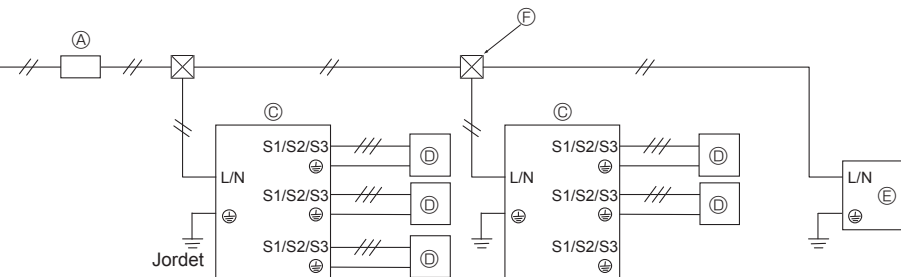 Ⓐ Ⓕ
Ⓒ Ⓒ
S1/S2/S3 Ⓓ S1/S2/S3 Ⓓ
L/N L/N L/N
S1/S2/S3 Ⓓ S1/S2/S3 Ⓓ Ⓔ
Jordet S1/S2/S3 Ⓓ S1/S2/S3